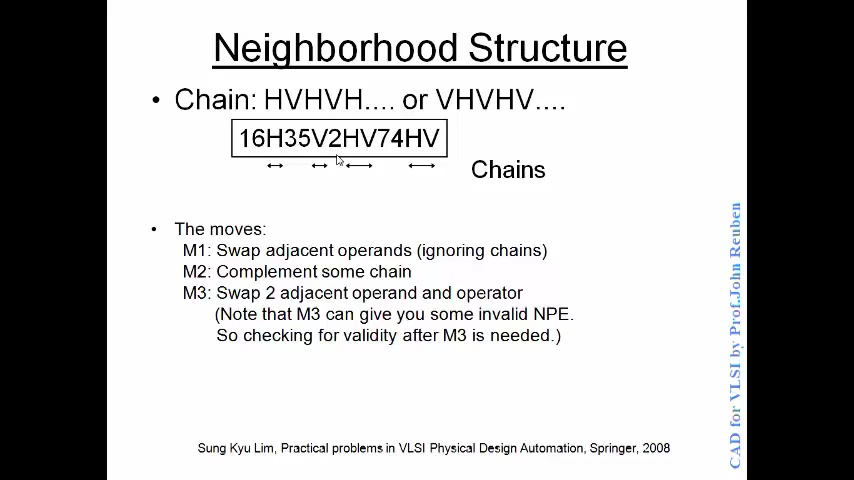 Neighborhood Structure
• Chain: HVHVH.... or VHVHV....
16H35V2HV74HV
Chains
• The moves:
M1: Swap adjacent operands (ignoring chains)
M2: Complement some chain
M3: Swap 2 adjacent operand and operator
(Note that M3 can give you some invalid NPE.
So checking for validity after M3 is needed.)
Sung Kyu Lim, Practical problems in VLSI Physical Design Automation, Springer, 2008
CAD for VLSI by Prof.John Reuben